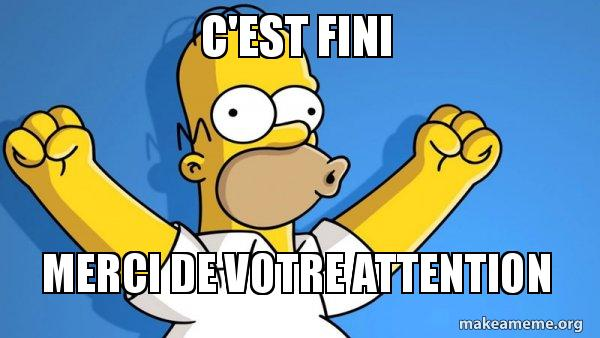 C'EST FINI
MERCI DE VOTRE ATTENTION
makeameme.org